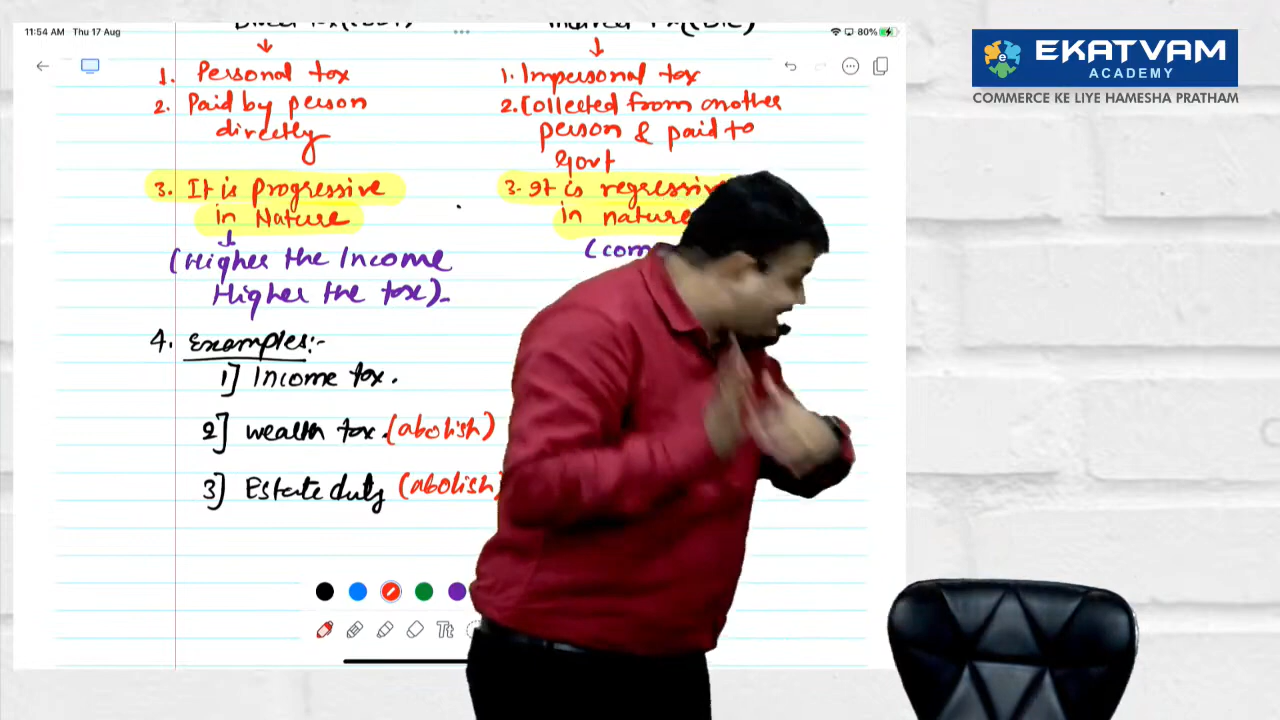 11:54 AM Thu 17 Aug
80%
EKATVAM
ACADEMY
COMMERCE KE LIYE HAMESHA PRATHAM
1. Personal tax
2. Paid by person
directly
3. It is Progressive
in Nature
(Higher the Income
Higher the tax).
4. Examples:-
1] Income tax.
2] wealth tax. (abolish)
3] Estate duty (abolish)
1. Impersonal tax
2. Collected from another
person & paid to
Govt
3. It is regressive
in nature
Tt